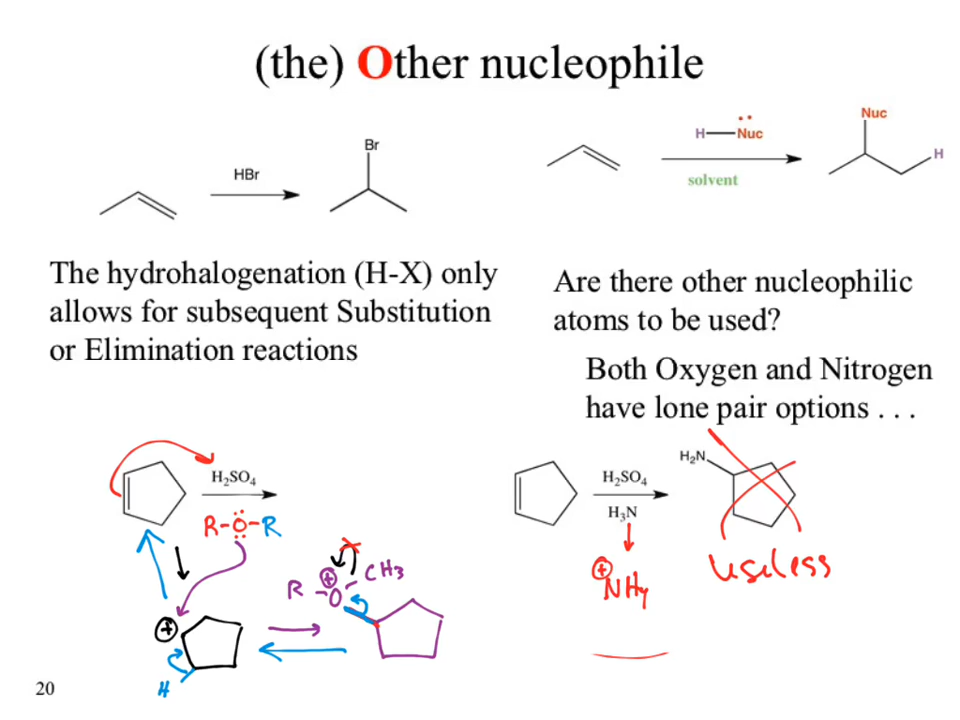 (the) Other nucleophile
HBr
Br
H Nuc
solvent
Nuc
H
The hydrohalogenation (H-X) only
allows for subsequent Substitution
or Elimination reactions
Are there other nucleophilic
atoms to be used?
Both Oxygen and Nitrogen
have lone pair options . . .
H₂SO₄
R-O-R
⊕
H
R-O
⊕
CH3
H₂SO₄
H₃N
⊕
NH4
H₂N
useless
20